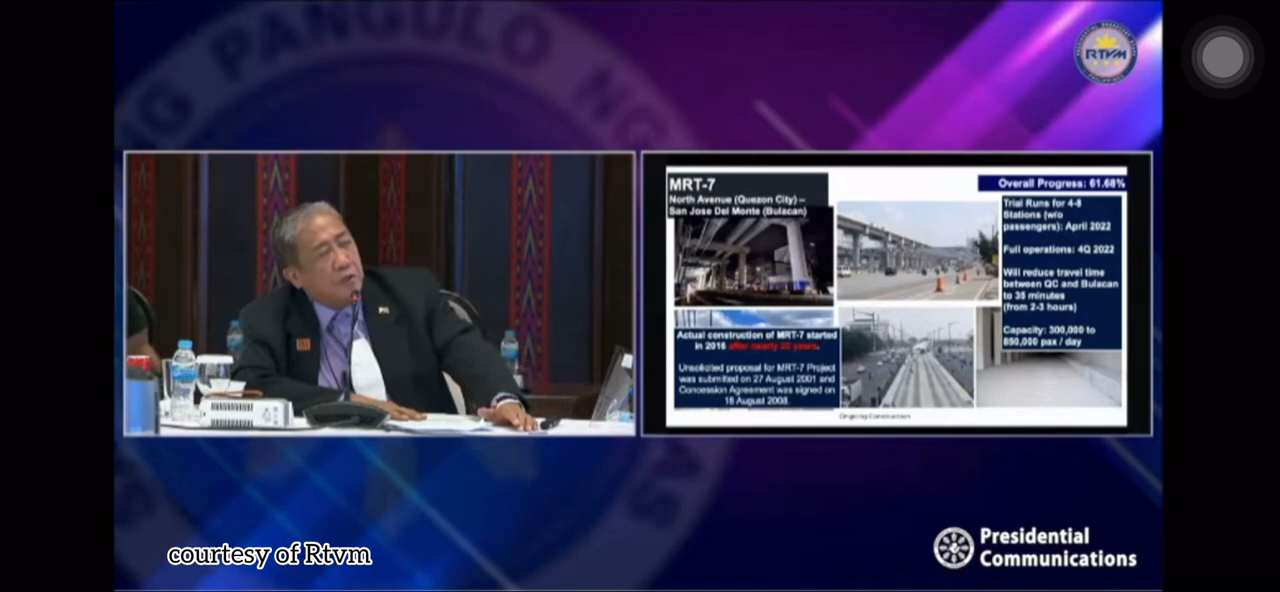 NG PANGULO NG
RTVM
MRT-7
North Avenue (Quezon City) –
San Jose Del Monte (Bulacan)
Overall Progress: 61.68%
Trial Runs for 4-8
Stations (w/o
passengers): April 2022
Full operations: 4Q 2022
Will reduce travel time
between QC and Bulacan
to 35 minutes
(from 2-3 hours)
Capacity: 300,000 to
850,000 pax / day
Actual construction of MRT-7 started
in 2016 after nearly 20 years.
Unsolicited proposal for MRT-7 Project
was submitted on 27 August 2001 and
Concession Agreement was signed on
18 August 2008.
Ongoing Construction
courtesy of Rtvm
Presidential
Communications